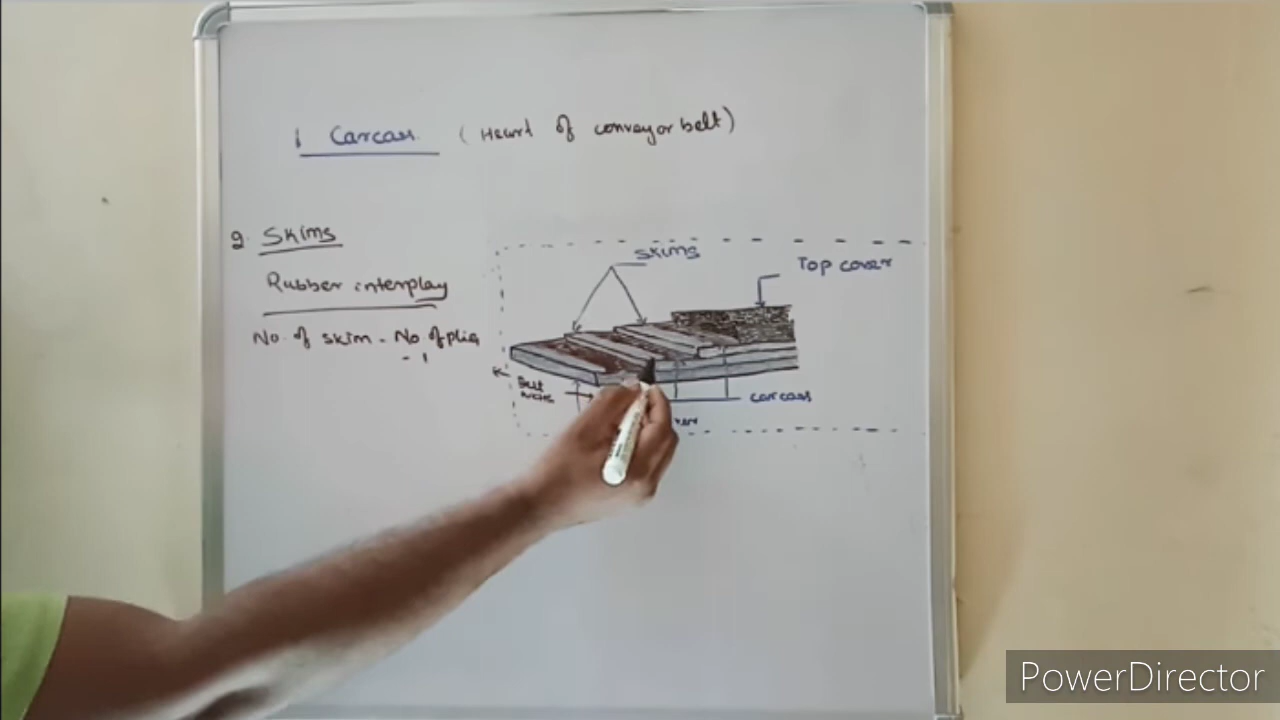 1 Carcass (Heart of conveyor belt)
2. Skims
Rubber interplay
No. of skim - No. of plies
- 1
Skims
Top cover
carcass
PowerDirector